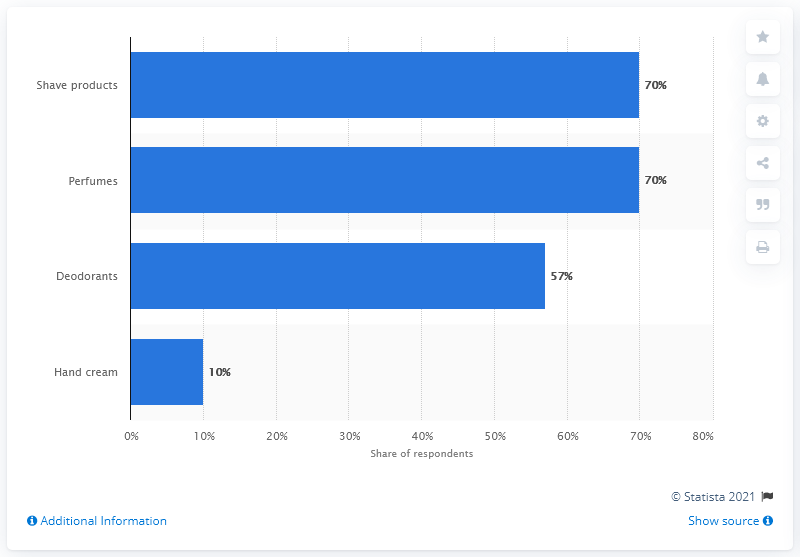 Shave products
70%
Perfumes
70%
Deodorants
57%
Hand cream
10%
0% 10% 20% 30% 40% 50% 60% 70% 80%
Share of respondents
© Statista 2021
Additional Information
Show source